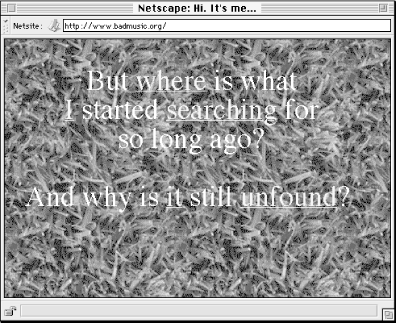 Netscape: Hi. It's me...
Netsite: http://www.badmusic.org/
But where is what
I started searching for
so long ago?
And why is it still unfound?